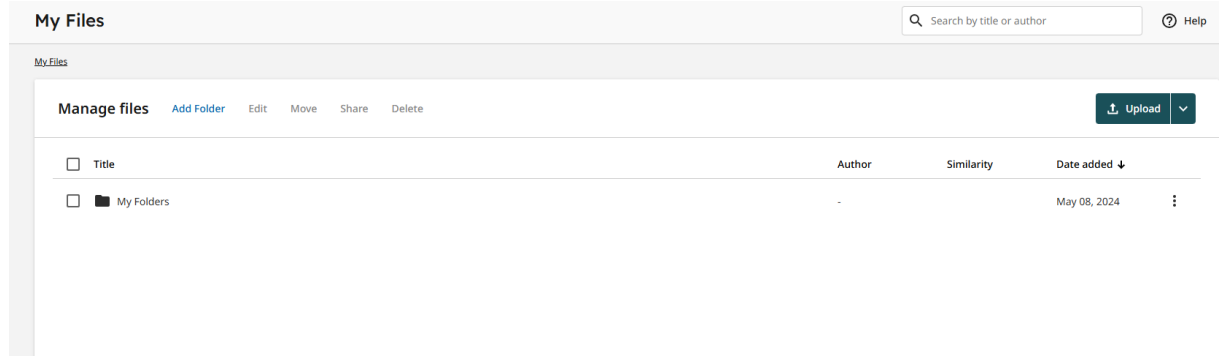 My Files
Search by title or author
Help
My Files
Manage files Add Folder Edit Move Share Delete
Upload
Title Author Similarity Date added
My Folders - May 08, 2024